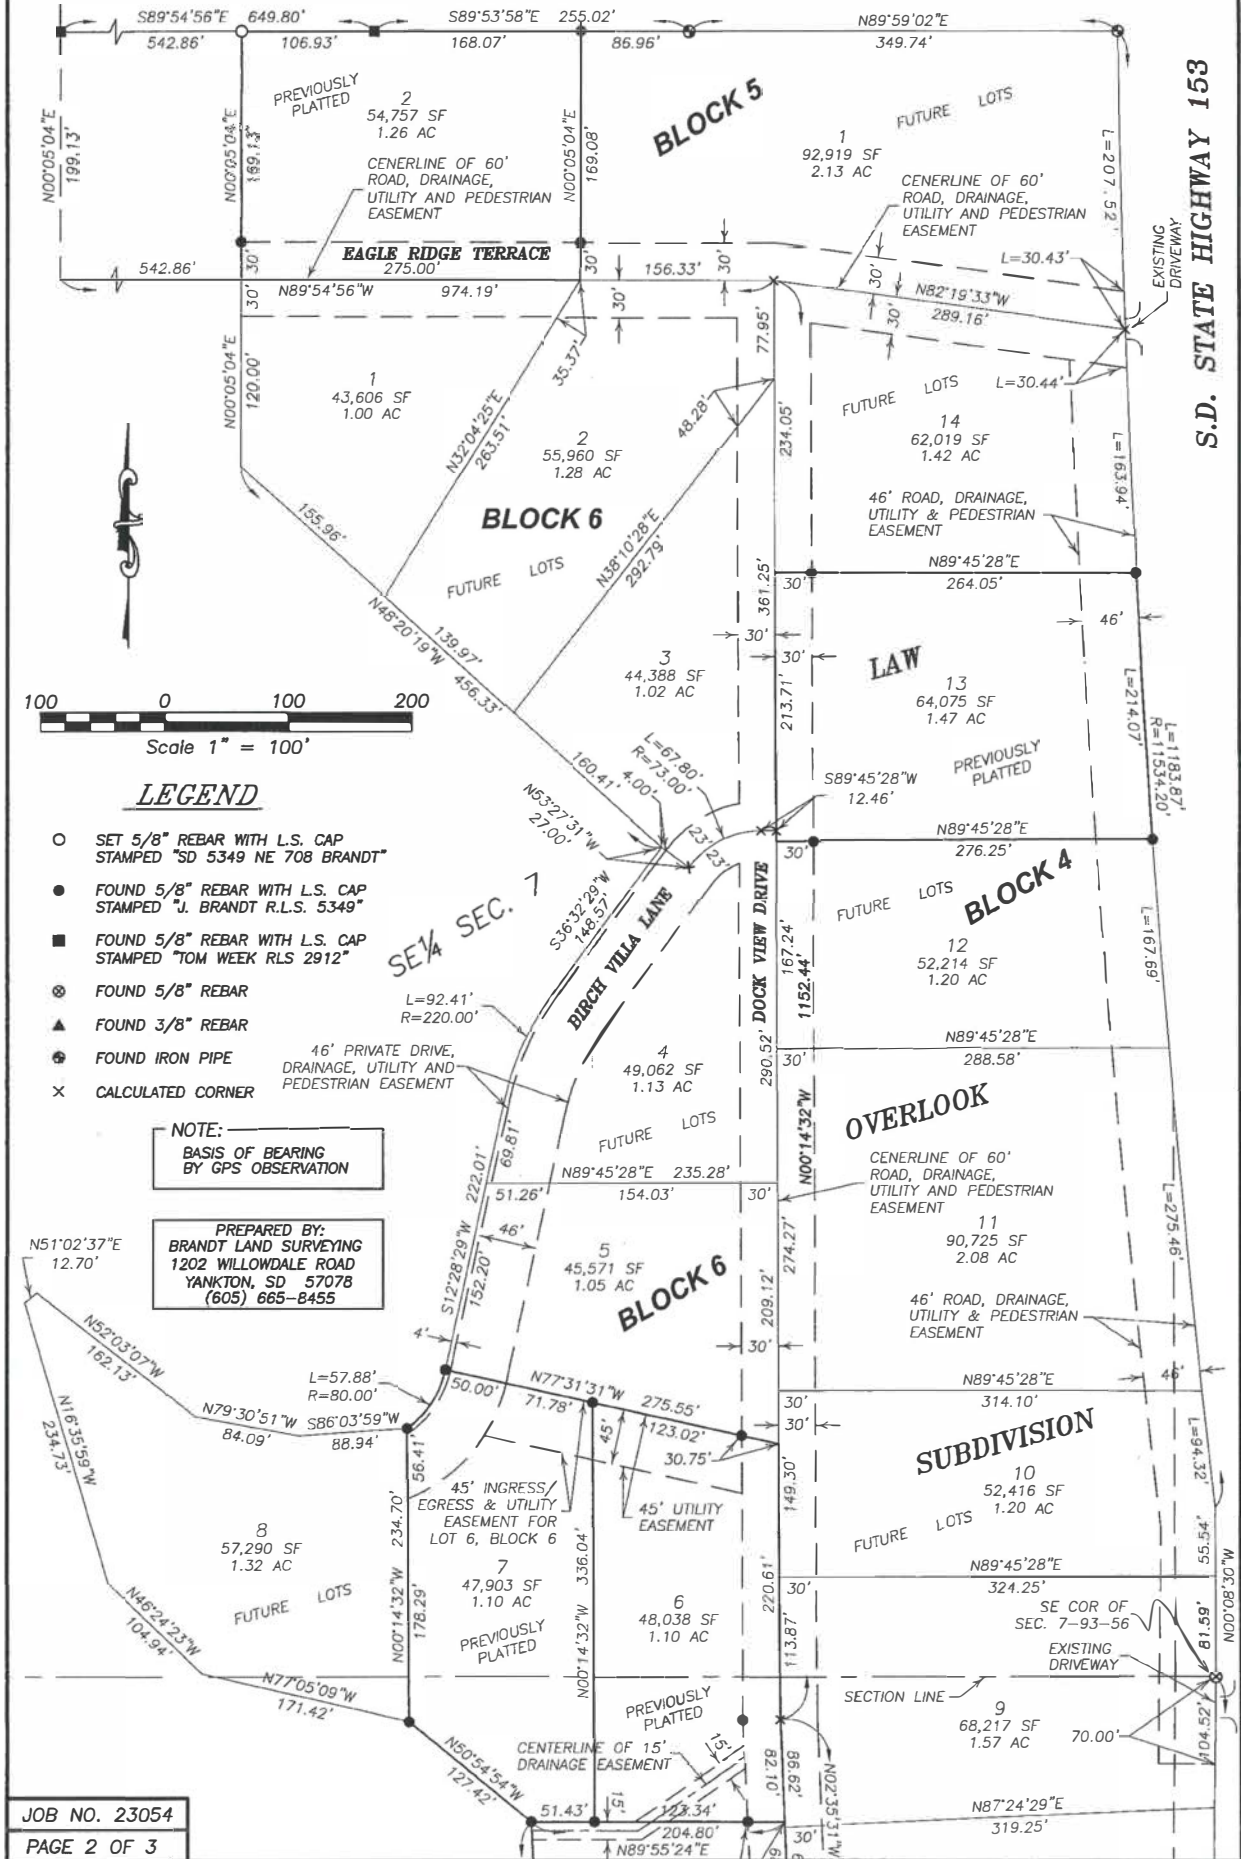 S89°54'56"E 649.80'
542.86' 106.93'
S89°53'58"E 255.02'
168.07' 86.96'
N89°59'02"E
349.74'
S.D. STATE HIGHWAY 153
N00°05'04"E
199.13'
N00°05'04"E
169.13'
PREVIOUSLY
PLATTED
2
54,757 SF
1.26 AC
CENERLINE OF 60'
ROAD, DRAINAGE,
UTILITY AND PEDESTRIAN
EASEMENT
N00°05'04"E
169.08'
BLOCK 5
FUTURE LOTS
1
92,919 SF
2.13 AC
CENERLINE OF 60'
ROAD, DRAINAGE,
UTILITY AND PEDESTRIAN
EASEMENT
L=207.52'
L=30.43'
EXISTING
DRIVEWAY
EAGLE RIDGE TERRACE
542.86' 275.00' 156.33'
30'
30'
30'
30'
30'
N89°54'56"W 974.19'
N82°19'33"W
289.16'
30'
30'
L=30.44'
N00°05'04"E
120.00'
1
43,606 SF
1.00 AC
35.37'
N32°04'25"E
263.51'
2
55,960 SF
1.28 AC
77.95'
48.28'
234.05'
FUTURE LOTS
14
62,019 SF
1.42 AC
L=163.94'
46' ROAD, DRAINAGE,
UTILITY & PEDESTRIAN
EASEMENT
155.96'
BLOCK 6
FUTURE LOTS
N38°10'28"E
292.79'
361.25'
N89°45'28"E
30' 264.05'
46'
N48°20'19"W
456.33'
139.97'
30'
30'
3
44,388 SF
1.02 AC
213.71'
LAW
13
64,075 SF
1.47 AC
L=214.07'
L=1183.87'
R=11534.20'
PREVIOUSLY
PLATTED
100 0 100 200
Scale 1" = 100'
160.41'
L=67.80'
R=73.00'
4.00'
N53°27'31"W
27.00'
23'
23'
S89°45'28"W
12.46'
N89°45'28"E
30' 276.25'
LEGEND
SET 5/8" REBAR WITH L.S. CAP
STAMPED "SD 5349 NE 708 BRANDT"
FOUND 5/8" REBAR WITH L.S. CAP
STAMPED "J. BRANDT R.L.S. 5349"
FOUND 5/8" REBAR WITH L.S. CAP
STAMPED "TOM WEEK RLS 2912"
FOUND 5/8" REBAR
FOUND 3/8" REBAR
FOUND IRON PIPE
CALCULATED CORNER
SE¼ SEC. 7
S36°32'29"W
148.57'
BIRCH VILLA LANE
DOCK VIEW DRIVE
167.24'
1152.44'
290.52'
FUTURE LOTS
BLOCK 4
12
52,214 SF
1.20 AC
L=167.69'
L=92.41'
R=220.00'
46' PRIVATE DRIVE,
DRAINAGE, UTILITY AND
PEDESTRIAN EASEMENT
4
49,062 SF
1.13 AC
FUTURE LOTS
N89°45'28"E
30' 288.58'
N00°14'32"W
OVERLOOK
NOTE:
BASIS OF BEARING
BY GPS OBSERVATION
222.01'
69.81'
N89°45'28"E 235.28'
51.26' 154.03' 30'
CENERLINE OF 60'
ROAD, DRAINAGE,
UTILITY AND PEDESTRIAN
EASEMENT
L=275.46'
PREPARED BY:
BRANDT LAND SURVEYING
1202 WILLOWDALE ROAD
YANKTON, SD 57078
(605) 665-8455
46'
S12°28'29"W
152.20'
4'
5
45,571 SF
1.05 AC
BLOCK 6
274.27'
209.12'
30'
11
90,725 SF
2.08 AC
46' ROAD, DRAINAGE,
UTILITY & PEDESTRIAN
EASEMENT
N51°02'37"E
12.70'
N52°03'07"W
162.13'
L=57.88'
R=80.00'
50.00'
N77°31'31"W 275.55'
71.78' 123.02'
45'
30.75'
N89°45'28"E
30' 314.10'
46'
30'
N16°35'59"W
234.73'
N79°30'51"W
84.09'
S86°03'59"W
88.94'
56.41'
45' INGRESS/
EGRESS & UTILITY
EASEMENT FOR
LOT 6, BLOCK 6
45' UTILITY
EASEMENT
149.30'
SUBDIVISION
10
52,416 SF
1.20 AC
FUTURE LOTS
L=94.32'
55.54'
8
57,290 SF
1.32 AC
FUTURE LOTS
234.70'
N00°14'32"W
178.29'
7
47,903 SF
1.10 AC
PREVIOUSLY
PLATTED
336.04'
N00°14'32"W
6
48,038 SF
1.10 AC
220.61'
113.87'
N89°45'28"E
30' 324.25'
SE COR OF
SEC. 7-93-56
81.59'
N00°08'30"W
EXISTING
DRIVEWAY
N46°24'23"W
104.94'
N77°05'09"W
171.42'
SECTION LINE
PREVIOUSLY
PLATTED
9
68,217 SF
1.57 AC
70.00'
104.52'
N50°54'54"W
127.42'
CENTERLINE OF 15'
DRAINAGE EASEMENT
15'
82.10'
86.62'
N02°35'31"W
N87°24'29"E
30' 319.25'
51.43' 15' 123.34'
204.80'
N89°55'24"E
JOB NO. 23054
PAGE 2 OF 3